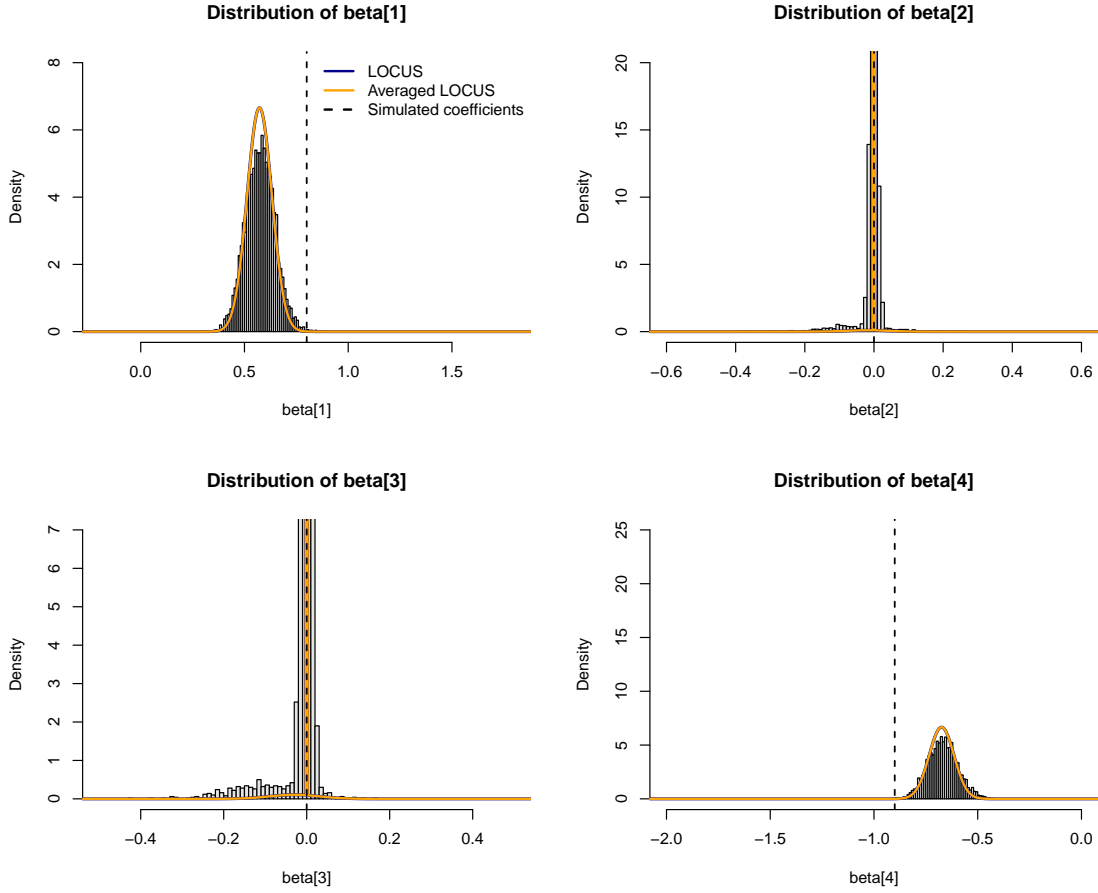 Distribution of beta[1]
Density
0 2 4 6 8
0.0 0.5 1.0 1.5
beta[1]
LOCUS
Averaged LOCUS
Simulated coefficients
Distribution of beta[2]
Density
0 5 10 15 20
−0.6 −0.4 −0.2 0.0 0.2 0.4 0.6
beta[2]
Distribution of beta[3]
Density
0 1 2 3 4 5 6 7
−0.4 −0.2 0.0 0.2 0.4
beta[3]
Distribution of beta[4]
Density
0 5 10 15 20 25
−2.0 −1.5 −1.0 −0.5 0.0
beta[4]